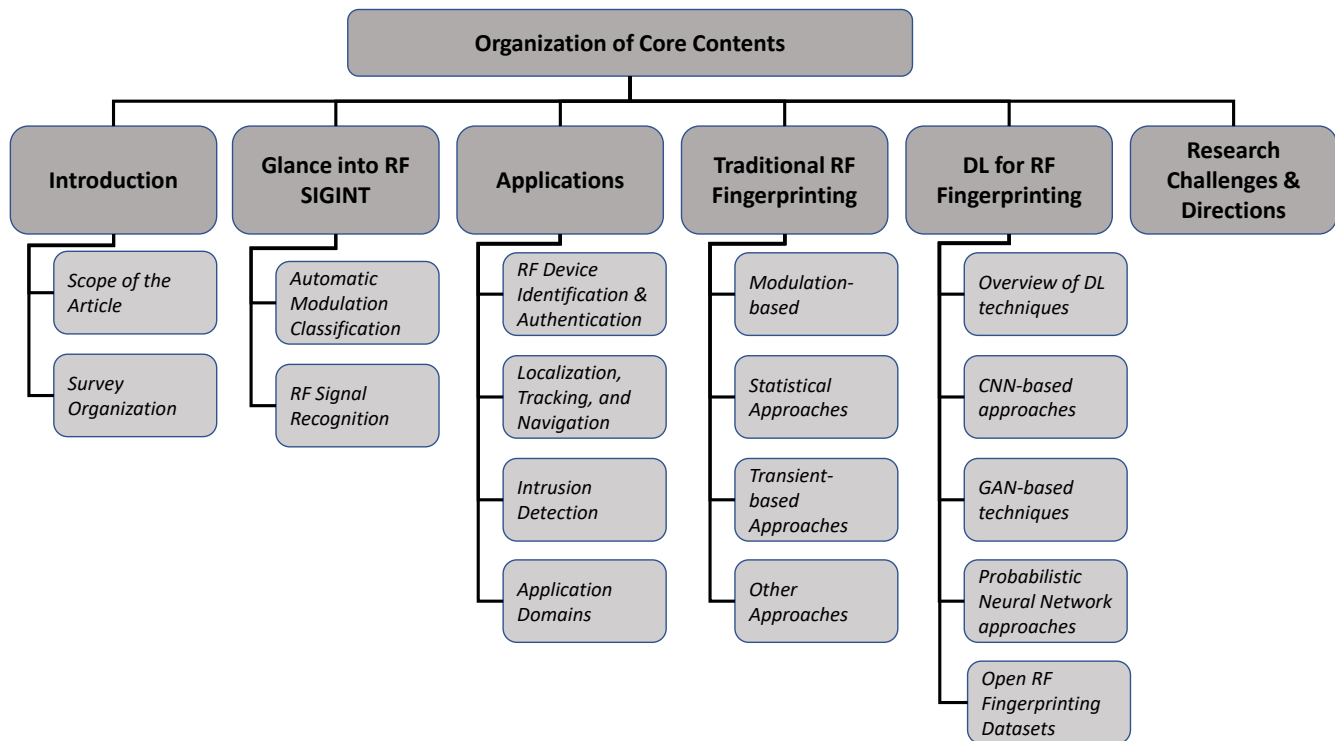 Organization of Core Contents
Introduction
Scope of the
Article
Survey
Organization
Glance into RF
SIGINT
Automatic
Modulation
Classification
RF Signal
Recognition
Applications
RF Device
Identification &
Authentication
Localization,
Tracking, and
Navigation
Intrusion
Detection
Application
Domains
Traditional RF
Fingerprinting
Modulation-
based
Statistical
Approaches
Transient-
based
Approaches
Other
Approaches
DL for RF
Fingerprinting
Overview of DL
techniques
CNN-based
approaches
GAN-based
techniques
Probabilistic
Neural Network
approaches
Open RF
Fingerprinting
Datasets
Research
Challenges &
Directions